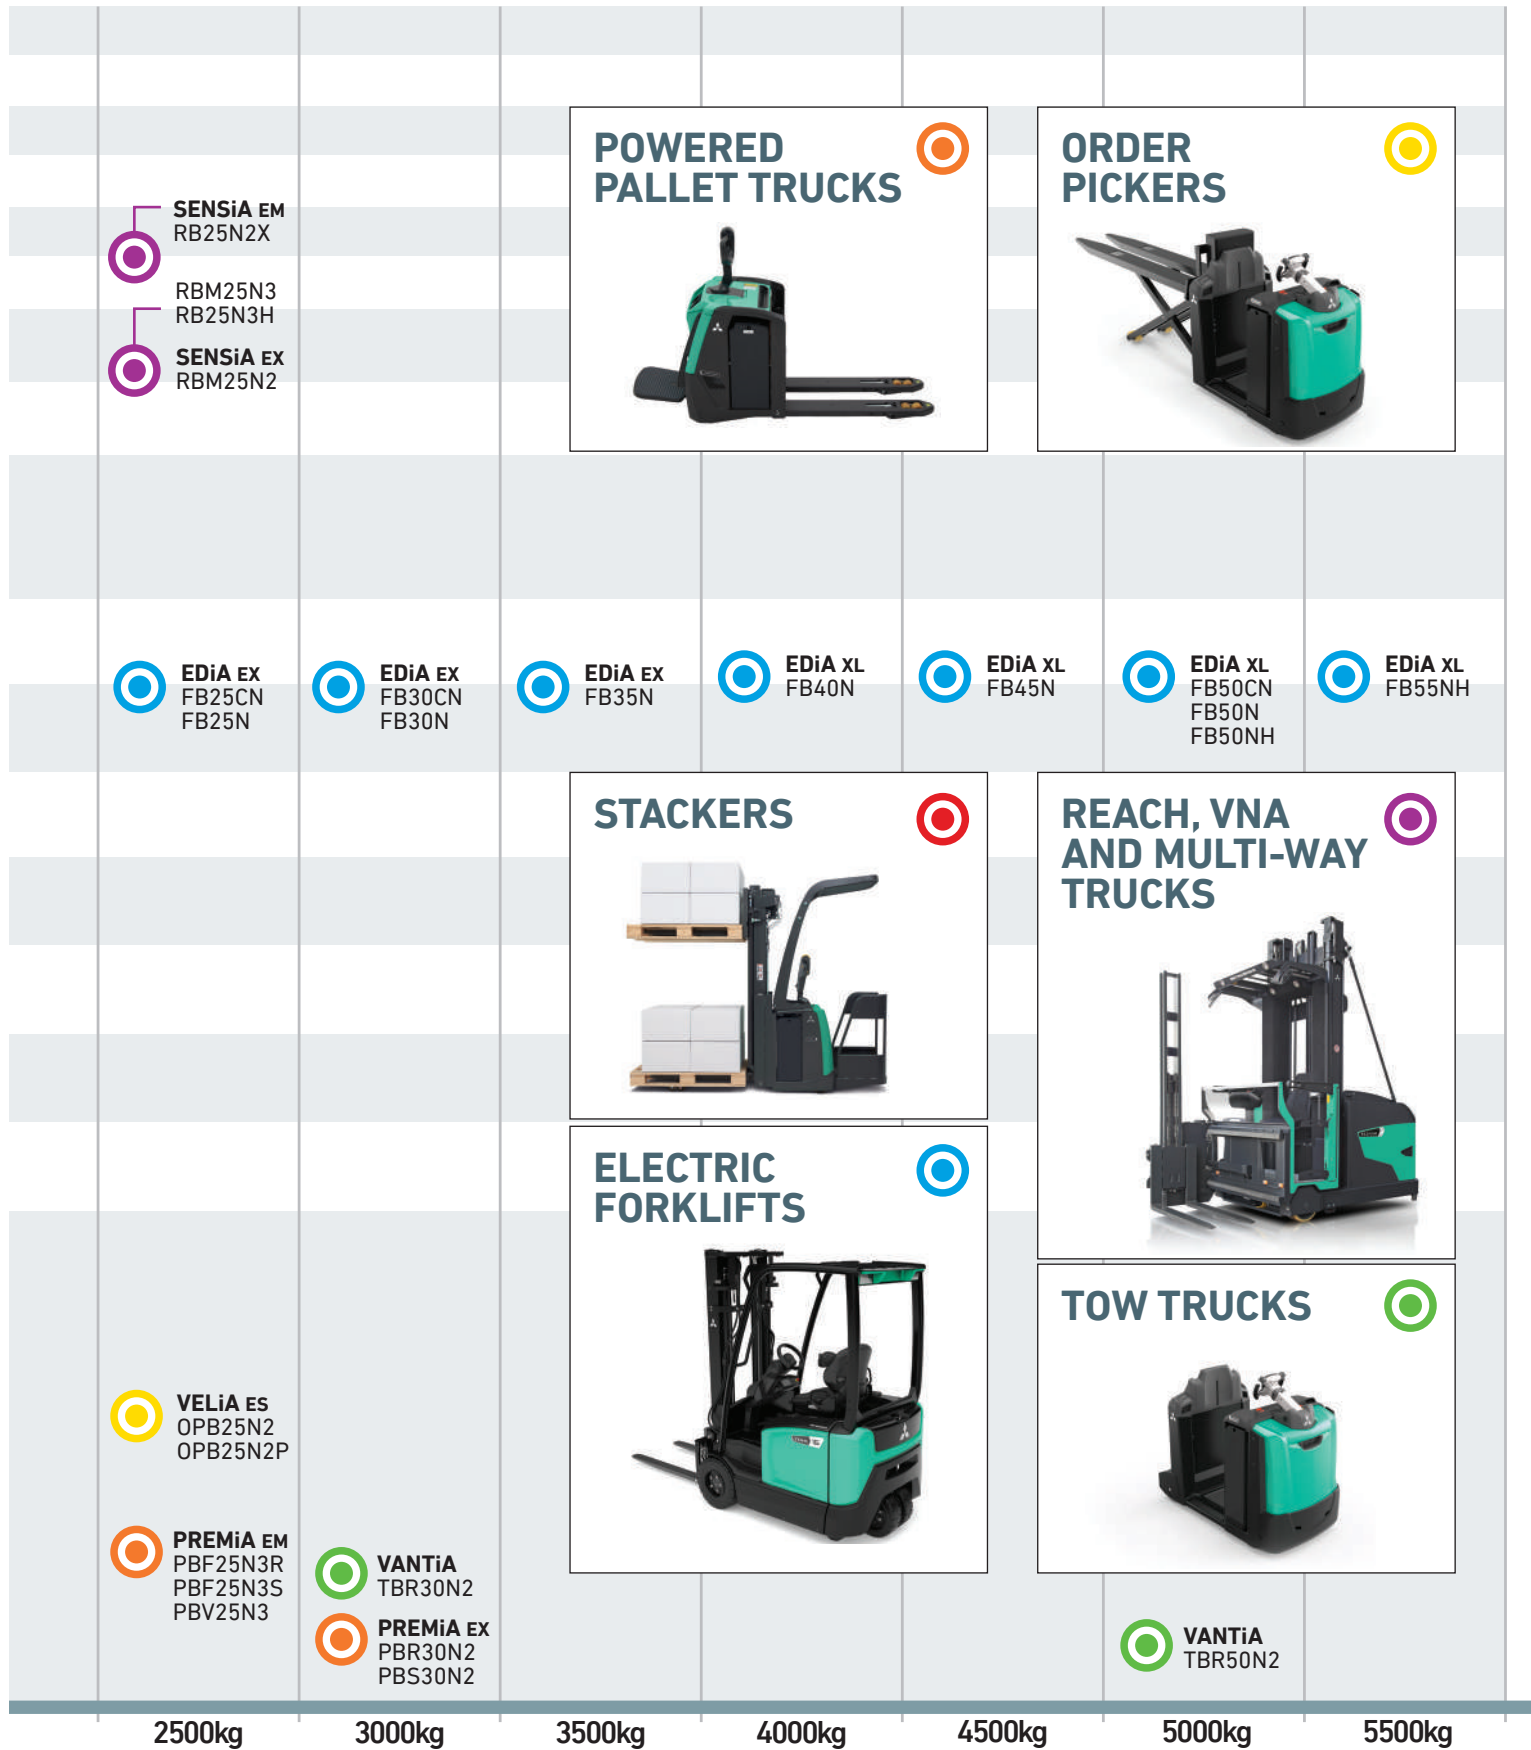 POWERED
PALLET TRUCKS
ORDER
PICKERS
SENSiA EM
RB25N2X
RBM25N3
RB25N3H
SENSiA EX
RBM25N2
EDiA EX
FB25CN
FB25N
EDiA EX
FB30CN
FB30N
EDiA EX
FB35N
EDiA XL
FB40N
EDiA XL
FB45N
EDiA XL
FB50CN
FB50N
FB50NH
EDiA XL
FB55NH
STACKERS
REACH, VNA
AND MULTI-WAY
TRUCKS
ELECTRIC
FORKLIFTS
TOW TRUCKS
VELiA ES
OPB25N2
OPB25N2P
PREMiA EM
PBF25N3R
PBF25N3S
PBV25N3
VANTiA
TBR30N2
PREMiA EX
PBR30N2
PBS30N2
VANTiA
TBR50N2
2500kg
3000kg
3500kg
4000kg
4500kg
5000kg
5500kg